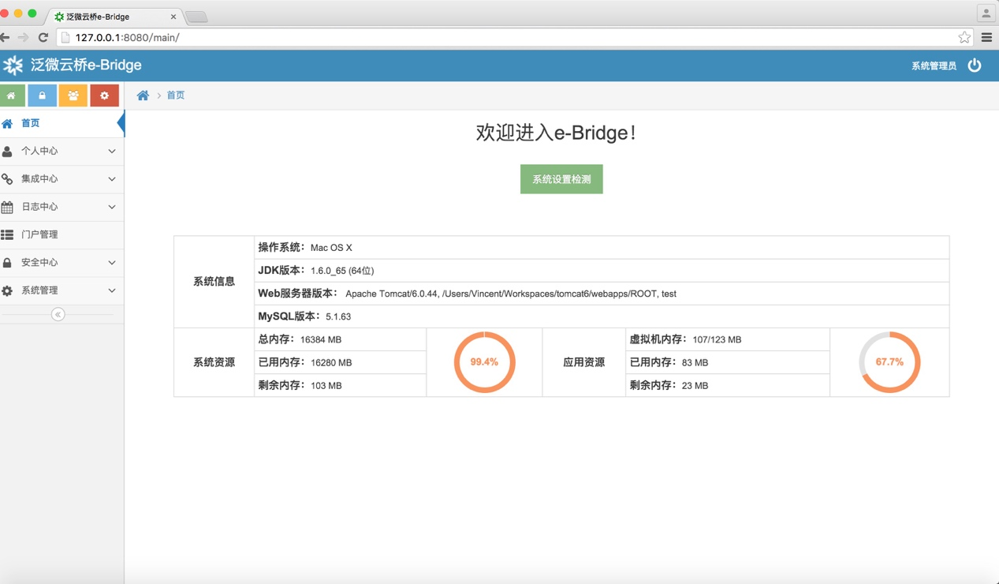 泛微云桥e-Bridge
127.0.0.1:8080/main/
泛微云桥e-Bridge
系统管理员
首页
首页
个人中心
集成中心
日志中心
门户管理
安全中心
系统管理
欢迎进入e-Bridge!
系统设置检测
系统信息
操作系统： Mac OS X
JDK版本： 1.6.0_65 (64位)
Web服务器版本： Apache Tomcat/6.0.44, /Users/Vincent/Workspaces/tomcat6/webapps/ROOT, test
MySQL版本： 5.1.63
系统资源
总内存：16384 MB
已用内存：16280 MB
剩余内存：103 MB
99.4%
应用资源
虚拟机内存：107/123 MB
已用内存：83 MB
剩余内存：23 MB
67.7%